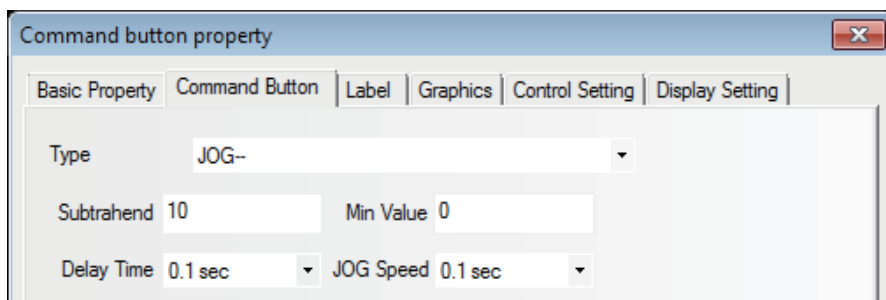 Command button property
Basic Property Command Button Label Graphics Control Setting Display Setting
Type JOG--
Subtrahend 10 Min Value 0
Delay Time 0.1 sec JOG Speed 0.1 sec